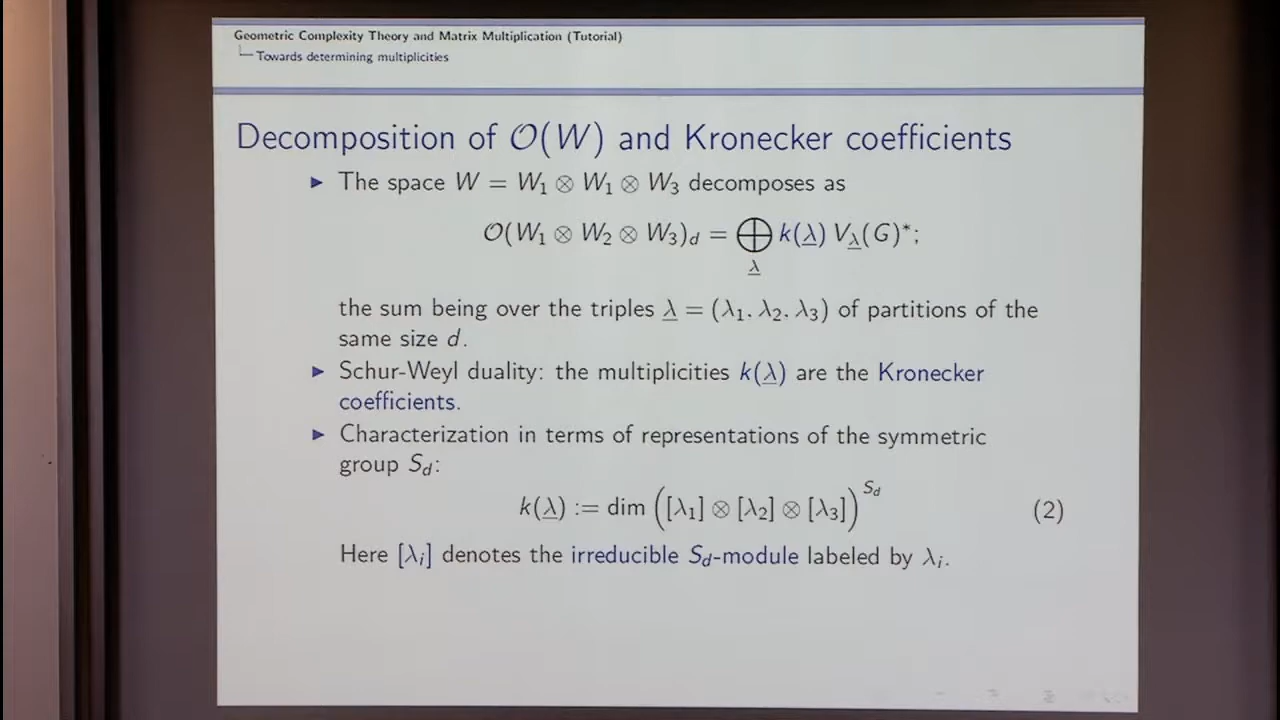 Geometric Complexity Theory and Matrix Multiplication (Tutorial)
Towards determining multiplicities
Decomposition of 𝒪(W) and Kronecker coefficients
▶ The space W = W₁ ⊗ W₁ ⊗ W₃ decomposes as
𝒪(W₁ ⊗ W₂ ⊗ W₃)_d = ⊕_λ̲ k(λ̲) V_λ̲(G)*;
the sum being over the triples λ̲ = (λ₁, λ₂, λ₃) of partitions of the
same size d.
▶ Schur-Weyl duality: the multiplicities k(λ̲) are the Kronecker
coefficients.
▶ Characterization in terms of representations of the symmetric
group S_d:
k(λ̲) := dim ([λ₁] ⊗ [λ₂] ⊗ [λ₃])^{S_d} (2)
Here [λᵢ] denotes the irreducible S_d-module labeled by λᵢ.